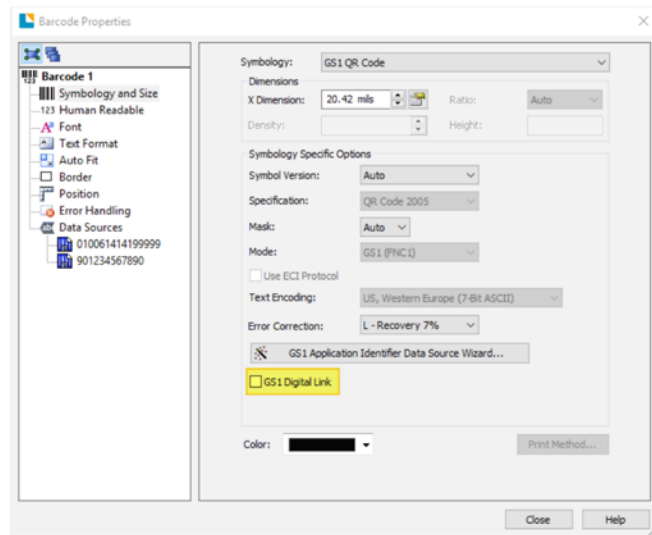 Barcode Properties
Barcode 1
Symbology and Size
123 Human Readable
Font
Text Format
Auto Fit
Border
Position
Error Handling
Data Sources
010061414199999
901234567890
Symbology: GS1 QR Code
Dimensions
X Dimension: 20.42 mils Ratio: Auto
Density: Height:
Symbology Specific Options
Symbol Version: Auto
Specification: QR Code 2005
Mask: Auto
Mode: GS1 (FNC1)
Use ECI Protocol
Text Encoding: US, Western Europe (7-Bit ASCII)
Error Correction: L - Recovery 7%
GS1 Application Identifier Data Source Wizard...
GS1 Digital Link
Color: Print Method...
Close Help